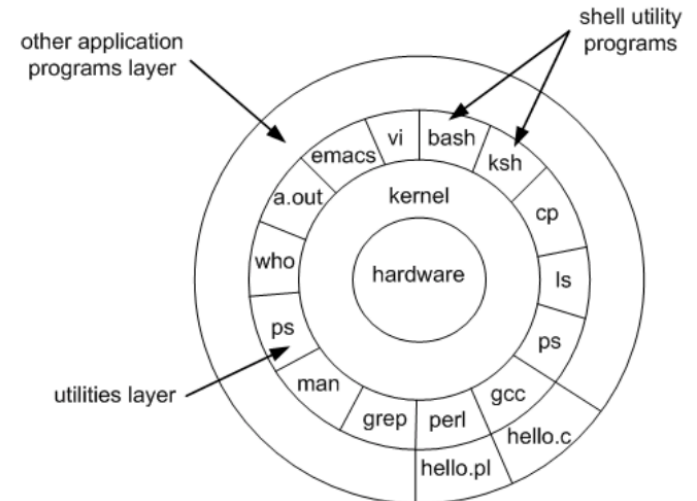 shell utility
programs
other application
programs layer
vi
bash
emacs
ksh
a.out
kernel
cp
who
hardware
ls
ps
ps
man
utilities layer
gcc
grep
perl
hello.c
hello.pl